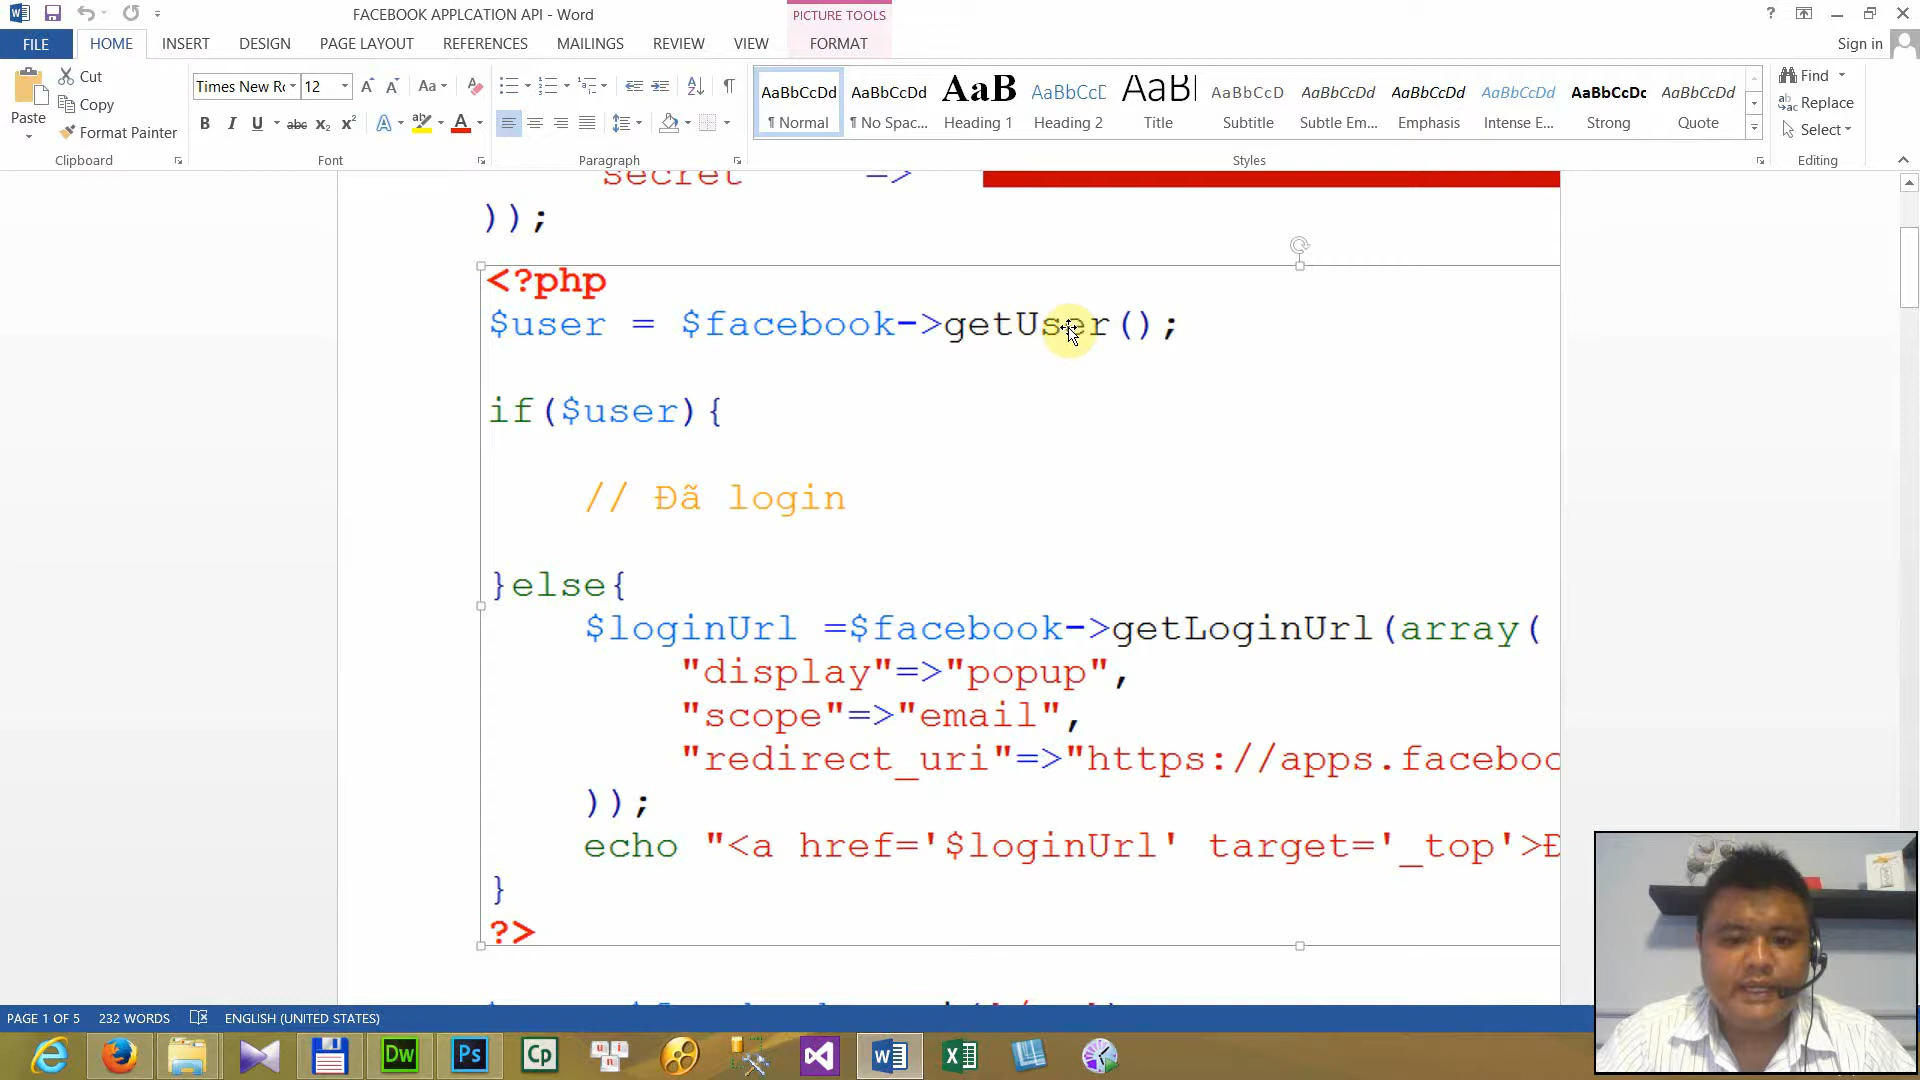 FACEBOOK APPLCATION API - Word
PICTURE TOOLS
FILE
HOME
INSERT
DESIGN
PAGE LAYOUT
REFERENCES
MAILINGS
REVIEW
VIEW
FORMAT
Sign in
Paste
Cut
Copy
Format Painter
Clipboard
Times New Ro
12
Font
Paragraph
AaBbCcDd
¶ Normal
AaBbCcDd
¶ No Spac...
AaB
Heading 1
AaBbCcD
Heading 2
AaB
Title
AaBbCcD
Subtitle
AaBbCcDd
Subtle Em...
AaBbCcDd
Emphasis
AaBbCcDd
Intense E...
AaBbCcDc
Strong
AaBbCcDd
Quote
Styles
Find
Replace
Select
Editing
secret =>
));
<?php
$user = $facebook->getUser();
if($user){
// Đã login
}else{
$loginUrl =$facebook->getLoginUrl(array(
"display"=>"popup",
"scope"=>"email",
"redirect_uri"=>"https://apps.faceboo
));
echo "<a href='$loginUrl' target='_top'>Đ
}
?>
PAGE 1 OF 5
232 WORDS
ENGLISH (UNITED STATES)
Dw
Ps
Cp